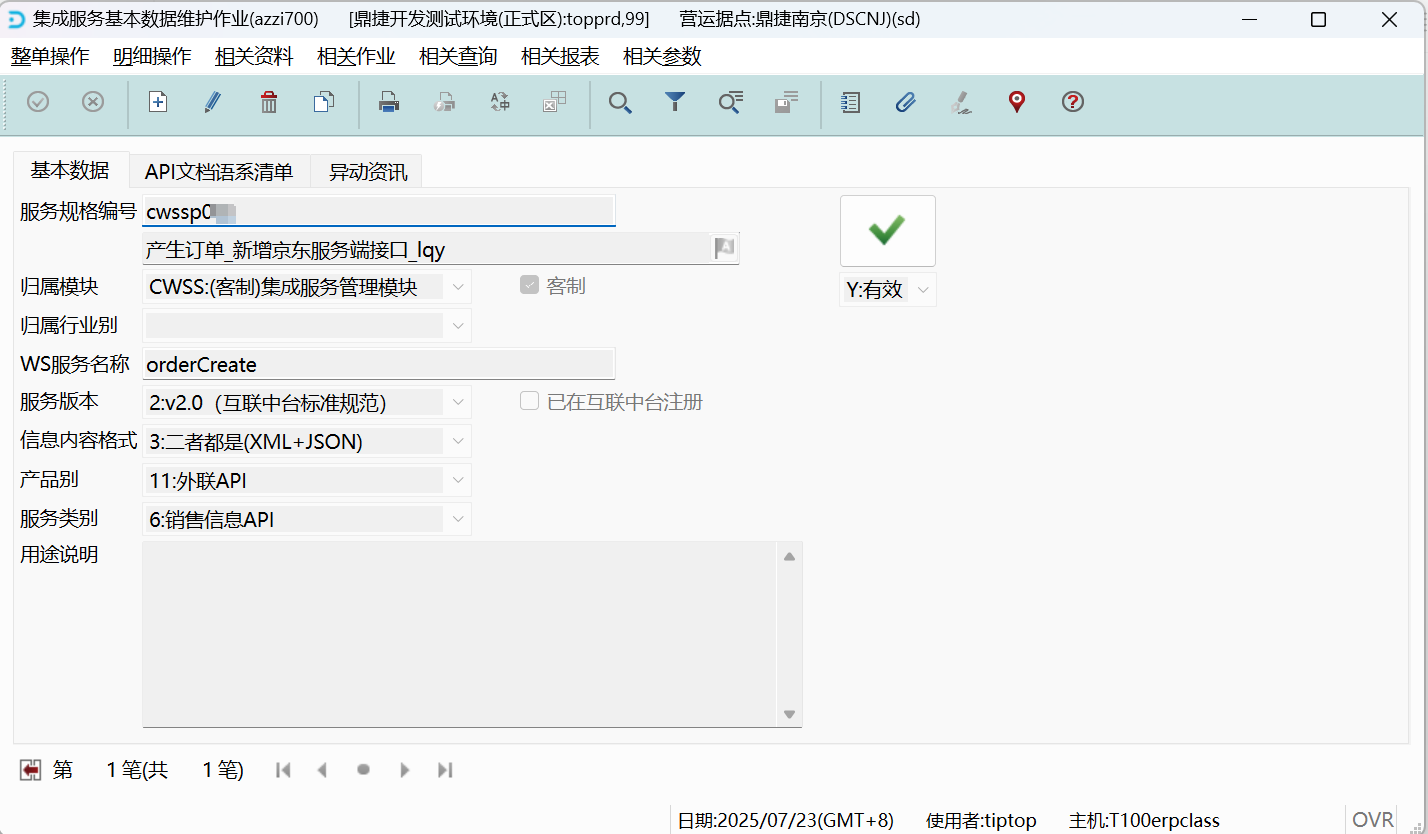 集成服务基本数据维护作业(azzi700) [鼎捷开发测试环境(正式区):topprd,99] 营运据点:鼎捷南京(DSCNJ)(sd)
整单操作 明细操作 相关资料 相关作业 相关查询 相关报表 相关参数
基本数据 API文档语系清单 异动资讯
服务规格编号 cwssp0
产生订单_新增京东服务端接口_lqy
归属模块 CWSS:(客制)集成服务管理模块 客制
Y:有效
归属行业别
WS服务名称 orderCreate
服务版本 2:v2.0（互联中台标准规范） 已在互联中台注册
信息内容格式 3:二者都是(XML+JSON)
产品别 11:外联API
服务类别 6:销售信息API
用途说明
第 1 笔(共 1 笔)
日期:2025/07/23(GMT+8) 使用者:tiptop 主机:T100erpclass OVR